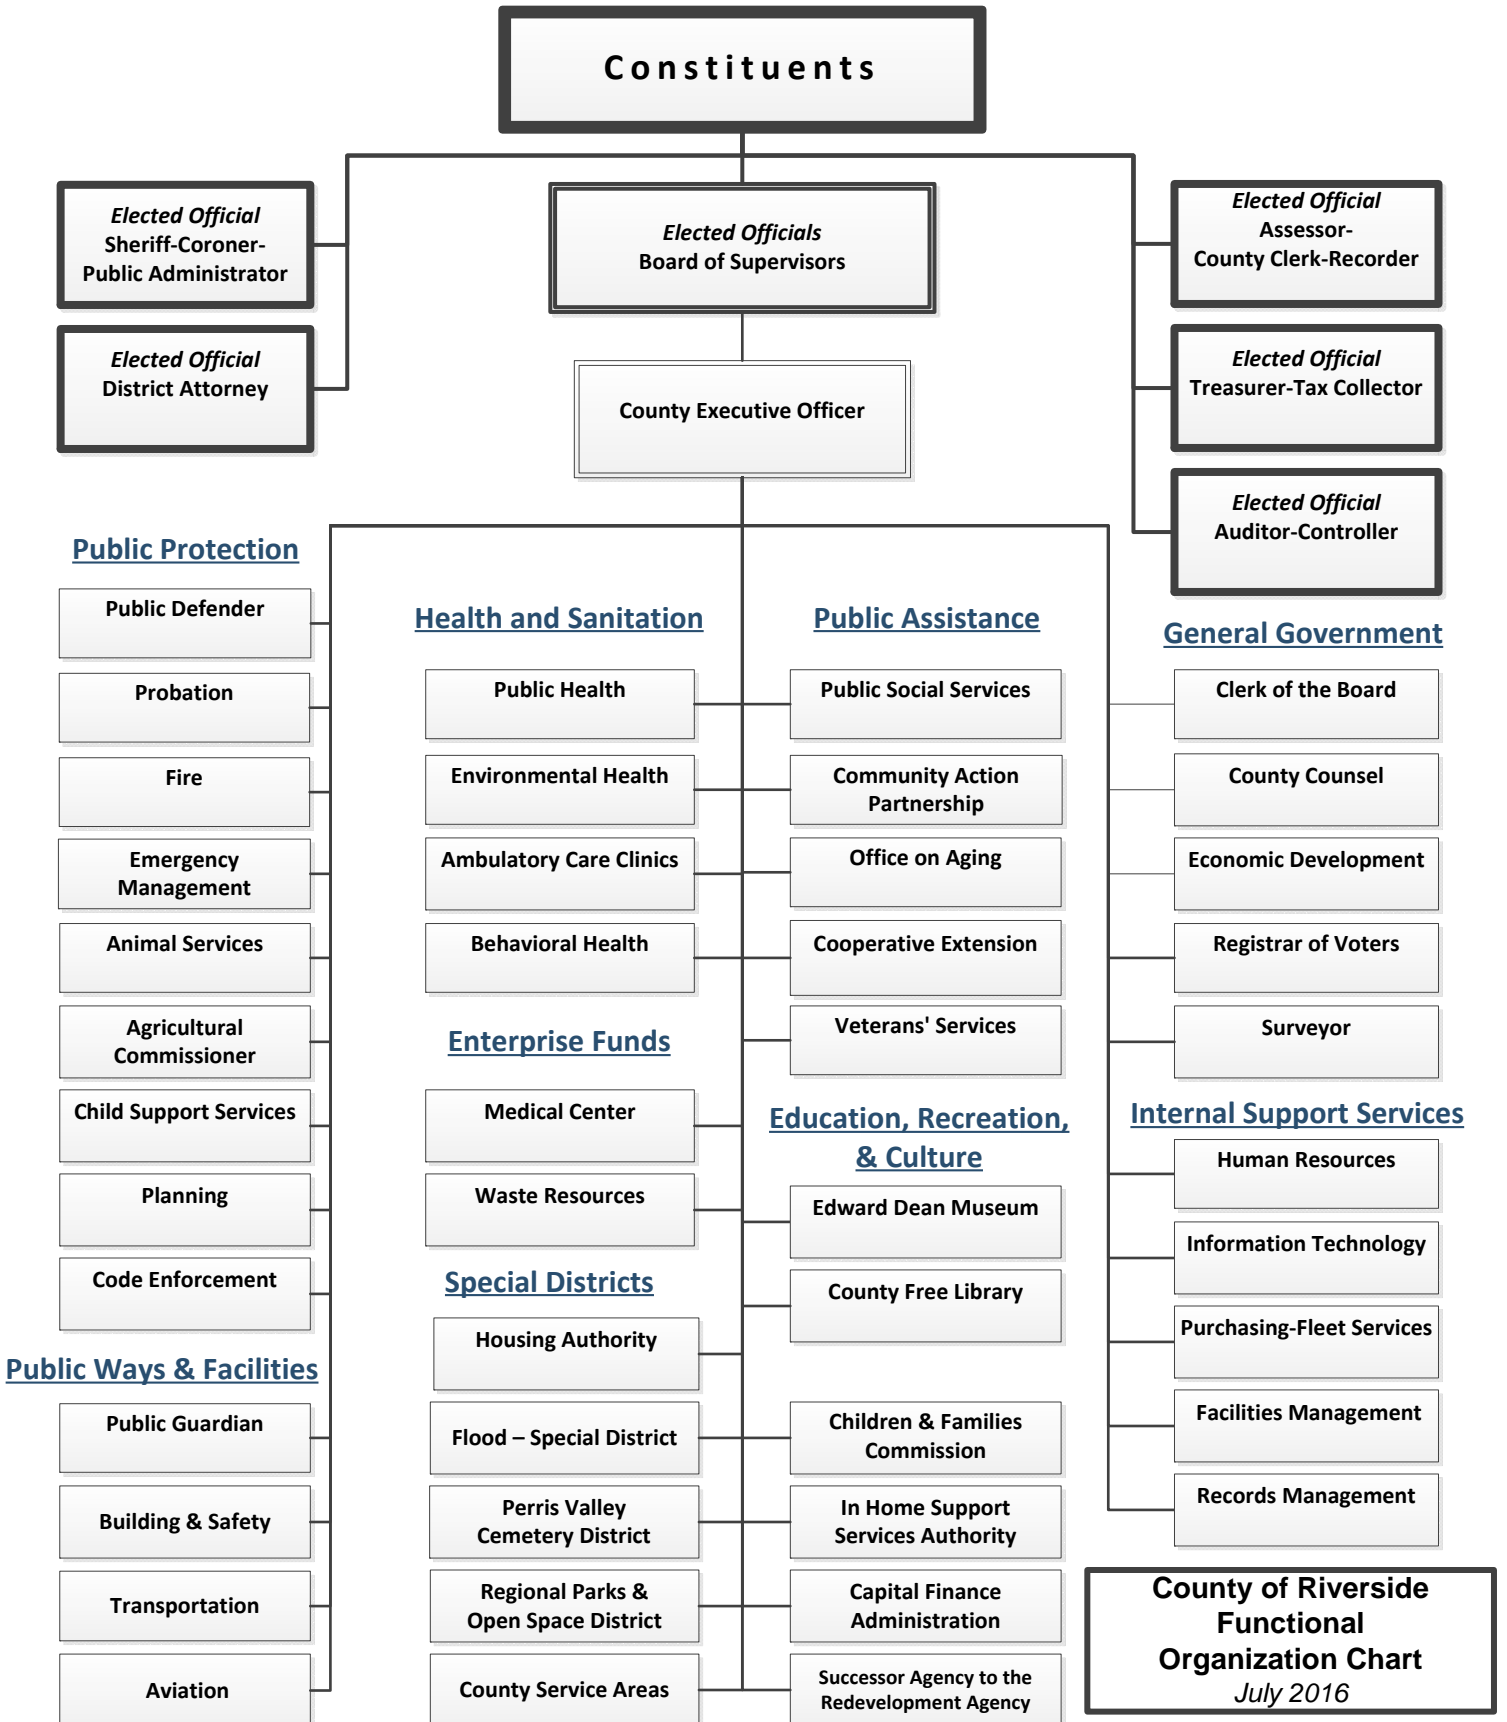 Constituents
Elected Official
Sheriff-Coroner-
Public Administrator
Elected Official
District Attorney
Elected Officials
Board of Supervisors
County Executive Officer
Elected Official
Assessor-
County Clerk-Recorder
Elected Official
Treasurer-Tax Collector
Elected Official
Auditor-Controller
Public Protection
Public Defender
Probation
Fire
Emergency
Management
Animal Services
Agricultural
Commissioner
Child Support Services
Planning
Code Enforcement
Public Ways & Facilities
Public Guardian
Building & Safety
Transportation
Aviation
Health and Sanitation
Public Health
Environmental Health
Ambulatory Care Clinics
Behavioral Health
Enterprise Funds
Medical Center
Waste Resources
Special Districts
Housing Authority
Flood – Special District
Perris Valley
Cemetery District
Regional Parks &
Open Space District
County Service Areas
Public Assistance
Public Social Services
Community Action
Partnership
Office on Aging
Cooperative Extension
Veterans' Services
Education, Recreation,
& Culture
Edward Dean Museum
County Free Library
Children & Families
Commission
In Home Support
Services Authority
Capital Finance
Administration
Successor Agency to the
Redevelopment Agency
General Government
Clerk of the Board
County Counsel
Economic Development
Registrar of Voters
Surveyor
Internal Support Services
Human Resources
Information Technology
Purchasing-Fleet Services
Facilities Management
Records Management
County of Riverside
Functional
Organization Chart
July 2016